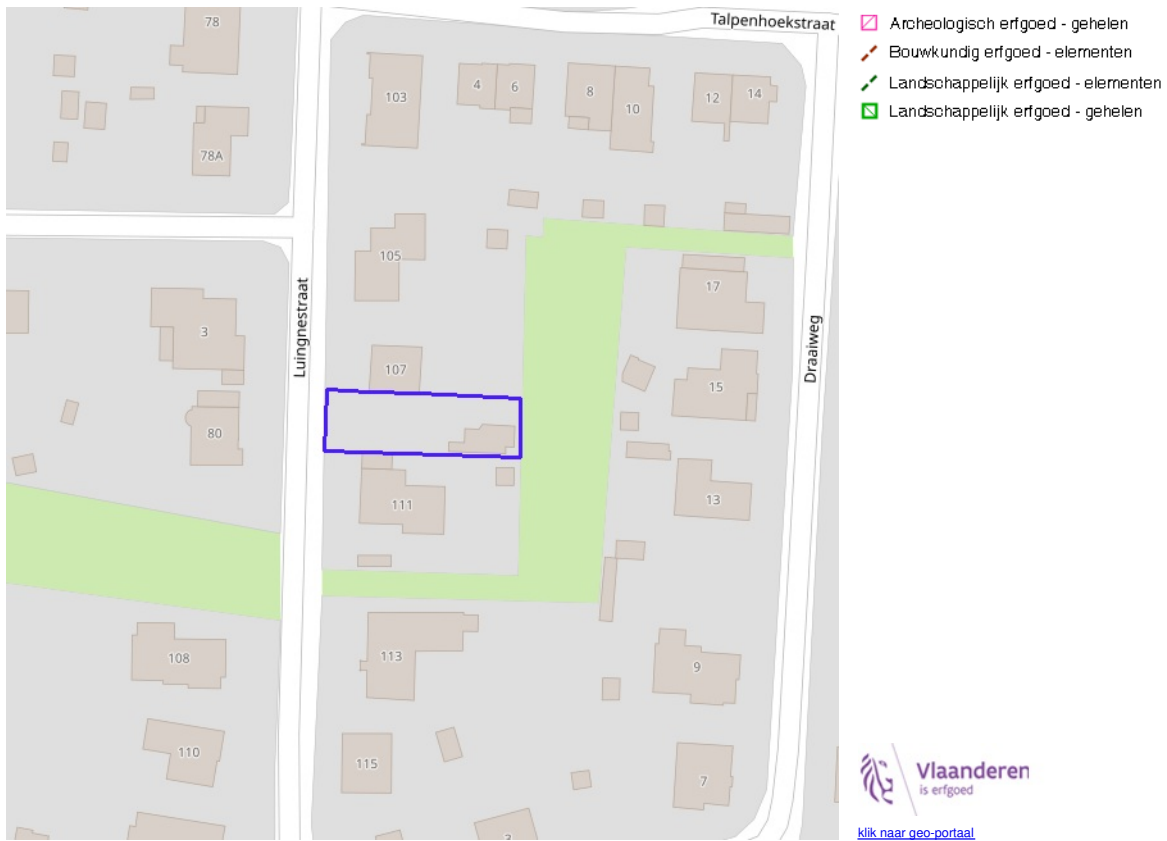 Talpenhoekstraat
78
103
4
6
8
10
12
14
78A
105
17
Luingnestraat
3
107
Draaiweg
15
80
111
13
113
108
9
110
115
7
3
Archeologisch erfgoed - gehelen
Bouwkundig erfgoed - elementen
Landschappelijk erfgoed - elementen
Landschappelijk erfgoed - gehelen
Vlaanderen
is erfgoed
klik naar geo-portaal